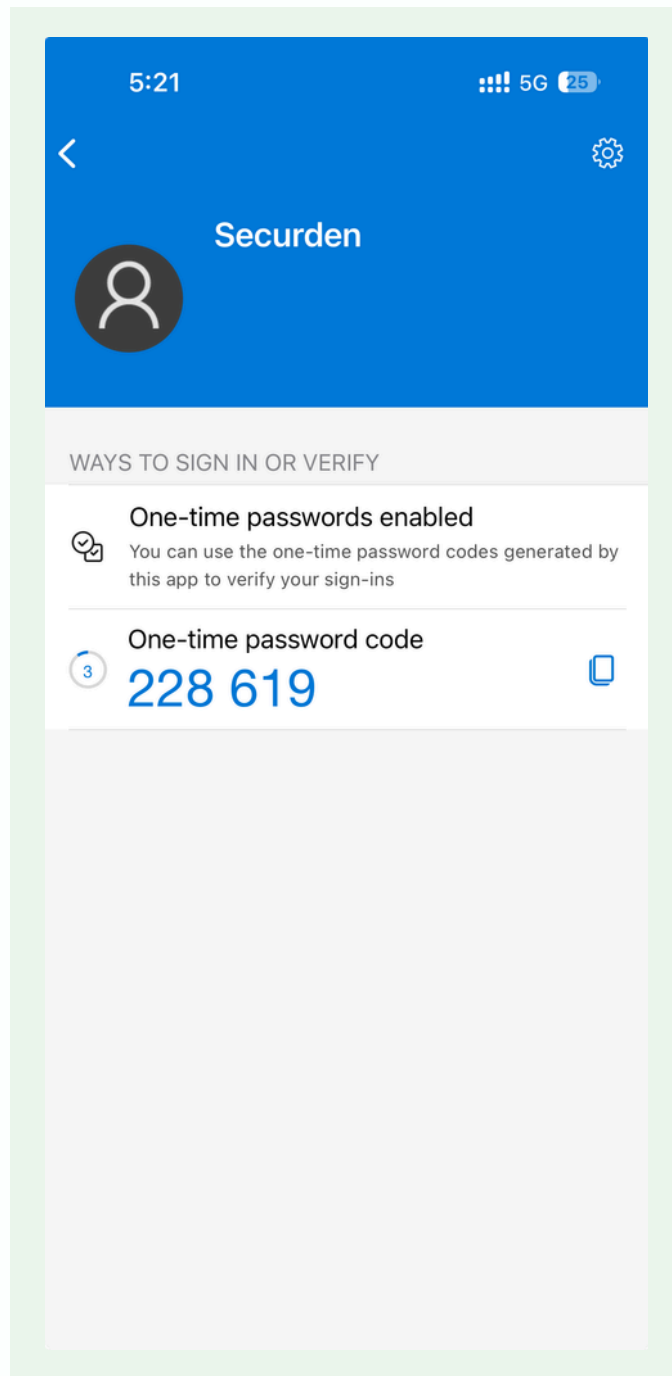 5:21 5G 25
Securden
WAYS TO SIGN IN OR VERIFY
One-time passwords enabled
You can use the one-time password codes generated by
this app to verify your sign-ins
One-time password code
3
228 619